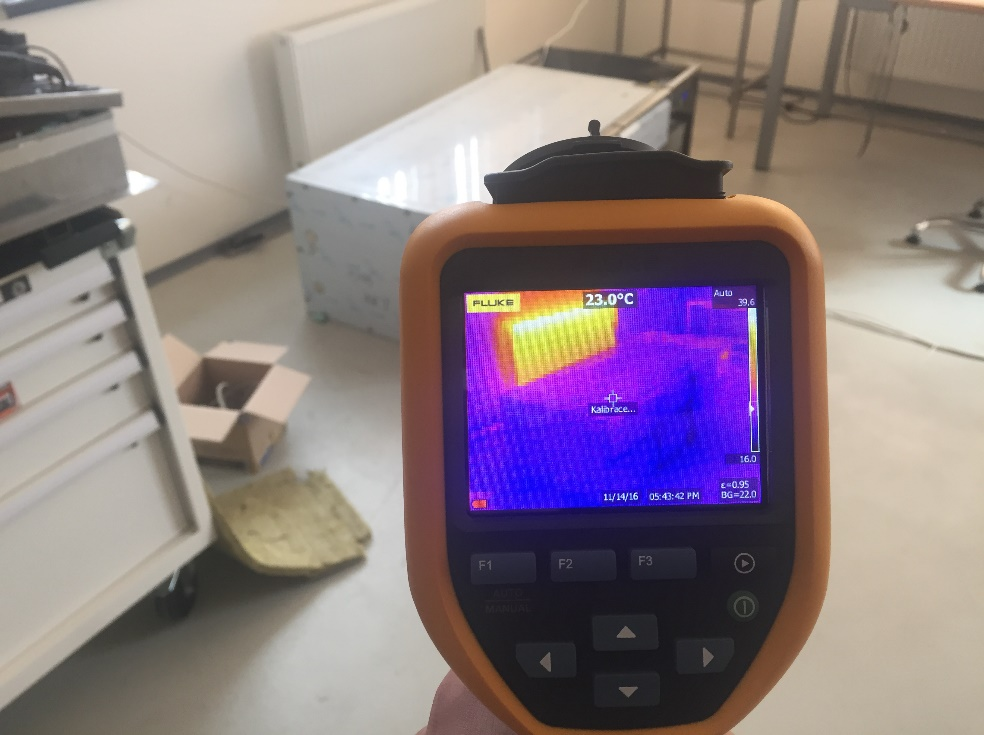 FLUKE
23.0°C
Auto
39.6
Kalibrace...
16.0
11/14/16 05:43:42 PM
ε=0.95
BG=22.0
F1
F2
F3
MANUAL